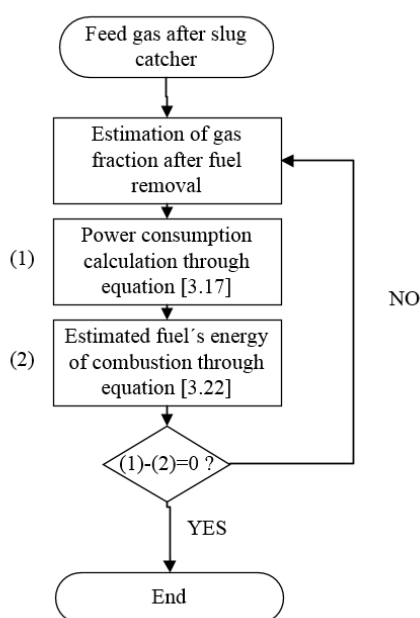 Feed gas after slug
catcher
Estimation of gas
fraction after fuel
removal
(1)
Power consumption
calculation through
equation [3.17]
NO
(2)
Estimated fuel´s energy
of combustion through
equation [3.22]
(1)-(2)=0 ?
YES
End